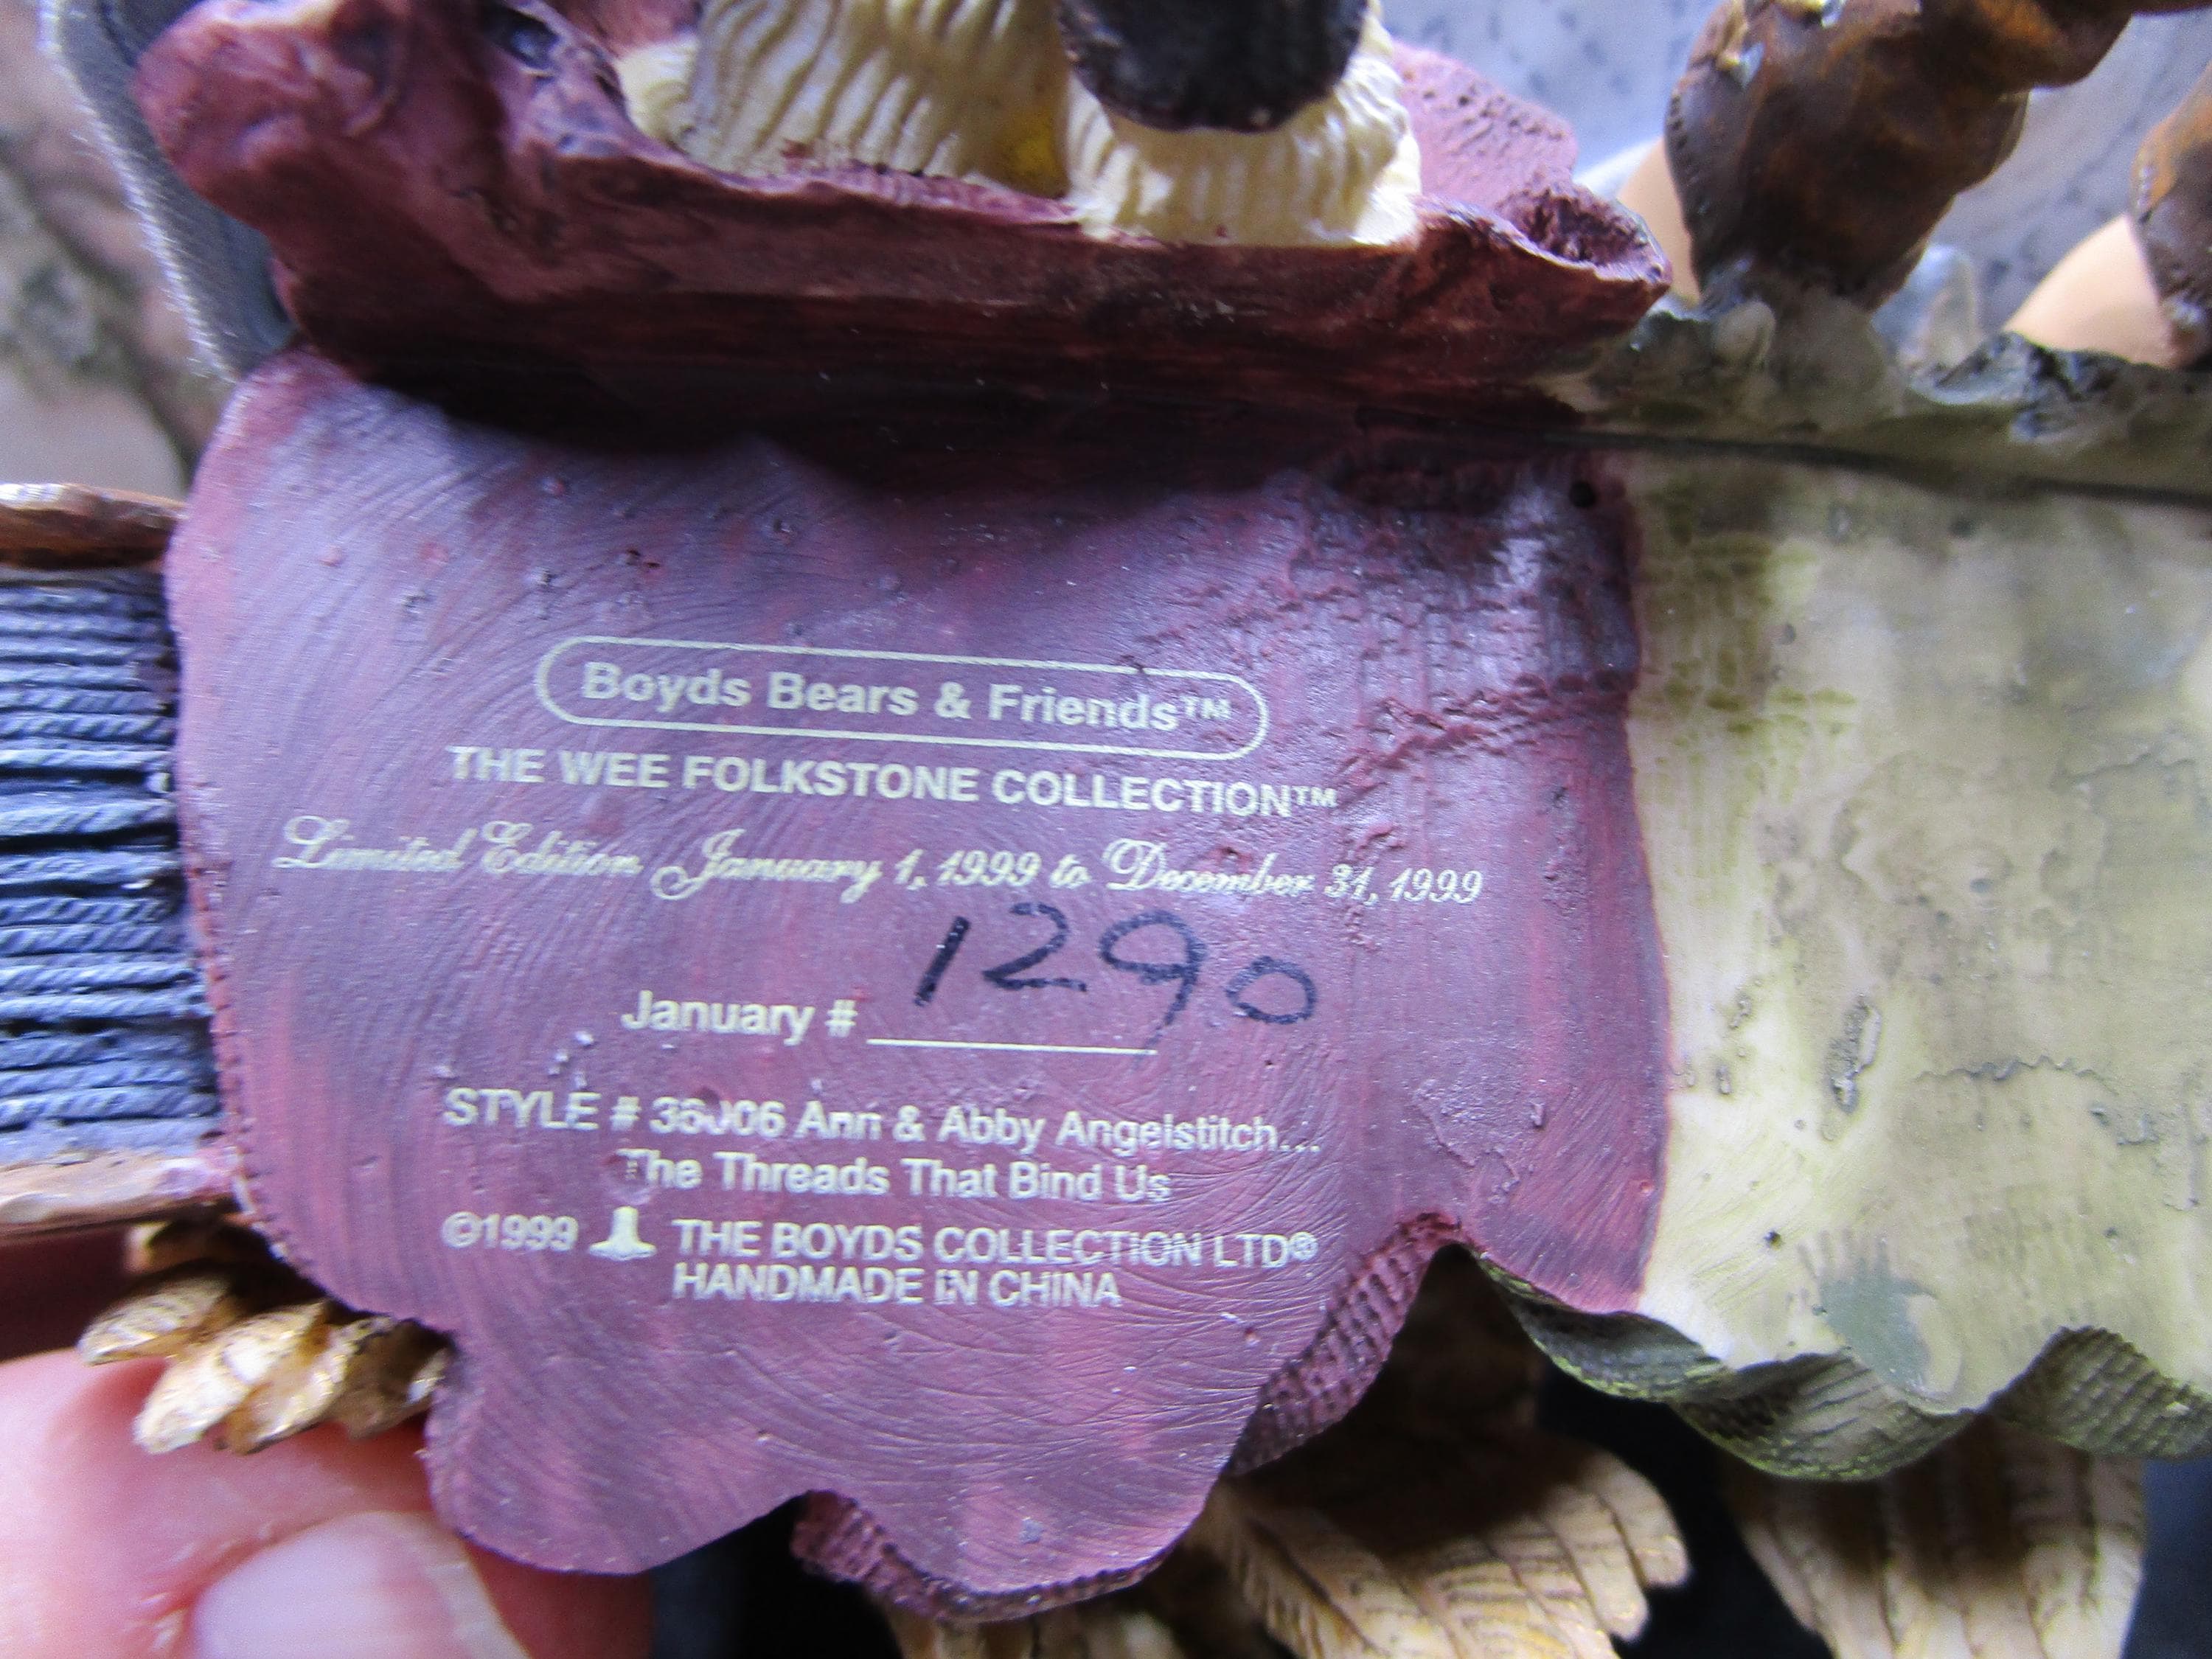 Boyds Bears & Friends™
THE WEE FOLKSTONE COLLECTION™
Limited Edition January 1, 1999 to December 31, 1999
1290
January #
STYLE # 36006 Ann & Abby Angelstitch...
The Threads That Bind Us
©1999 THE BOYDS COLLECTION LTD®
HANDMADE IN CHINA